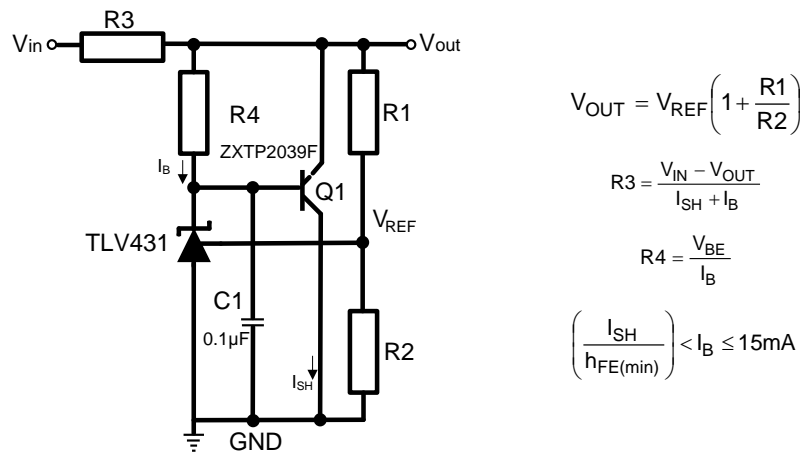 R3
Vin
Vout
R4
R1
ZXTP2039F
IB
Q1
VREF
TLV431
C1
0.1µF
R2
ISH
GND
VOUT = VREF(1 + R1/R2)
R3 = (VIN − VOUT)/(ISH + IB)
R4 = VBE/IB
(ISH/hFE(min)) < IB ≤ 15mA